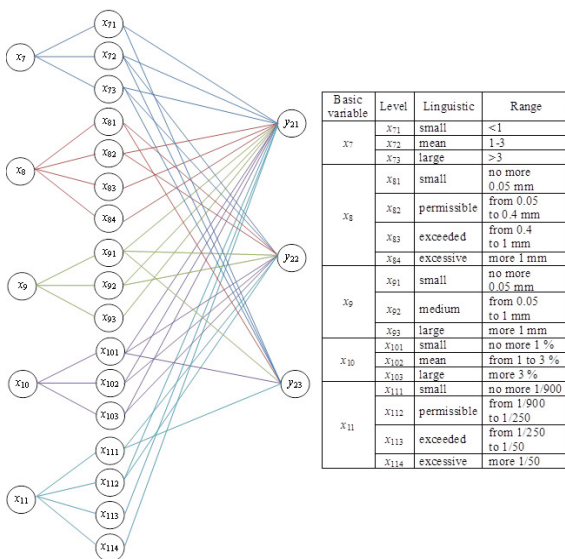 x7
x71
x72
x73
x8
x81
x82
x83
x84
x9
x91
x92
x93
x10
x101
x102
x103
x11
x111
x112
x113
x114
y21
y22
y23
Basic variable Level Linguistic Range
x7
x71 small <1
x72 mean 1-3
x73 large >3
x8
x81 small no more
0.05 mm
x82 permissible from 0.05
to 0.4 mm
x83 exceeded from 0.4
to 1 mm
x84 excessive more 1 mm
x9
x91 small no more
0.05 mm
x92 medium from 0.05
to 1 mm
x93 large more 1 mm
x10
x101 small no more 1 %
x102 mean from 1 to 3 %
x103 large more 3 %
x11
x111 small no more 1/900
x112 permissible from 1/900
to 1/250
x113 exceeded from 1/250
to 1/50
x114 excessive more 1/50